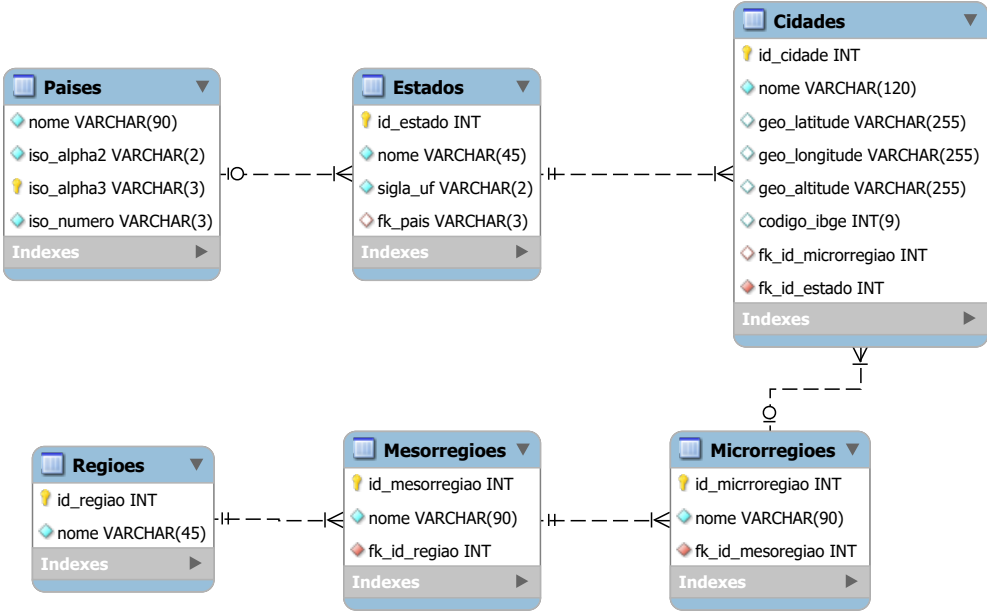 Paises
nome VARCHAR(90)
iso_alpha2 VARCHAR(2)
iso_alpha3 VARCHAR(3)
iso_numero VARCHAR(3)
Indexes
Estados
id_estado INT
nome VARCHAR(45)
sigla_uf VARCHAR(2)
fk_pais VARCHAR(3)
Indexes
Cidades
id_cidade INT
nome VARCHAR(120)
geo_latitude VARCHAR(255)
geo_longitude VARCHAR(255)
geo_altitude VARCHAR(255)
codigo_ibge INT(9)
fk_id_microrregiao INT
fk_id_estado INT
Indexes
Regioes
id_regiao INT
nome VARCHAR(45)
Indexes
Mesorregioes
id_mesorregiao INT
nome VARCHAR(90)
fk_id_regiao INT
Indexes
Microrregioes
id_micrroregiao INT
nome VARCHAR(90)
fk_id_mesoregiao INT
Indexes